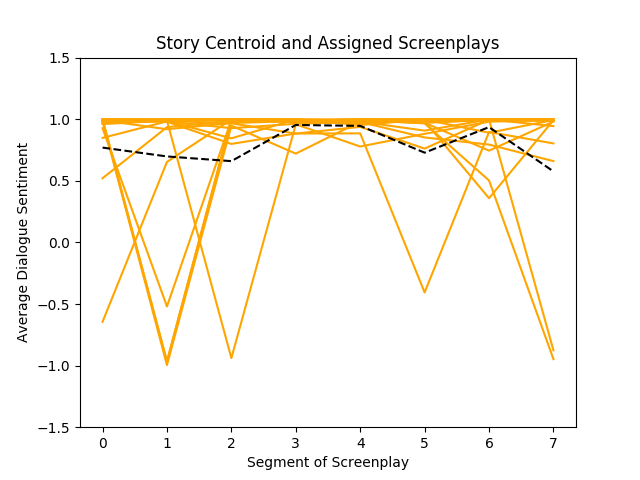 Story Centroid and Assigned Screenplays
1.5
1.0
0.5
0.0
−0.5
−1.0
−1.5
Average Dialogue Sentiment
0 1 2 3 4 5 6 7
Segment of Screenplay